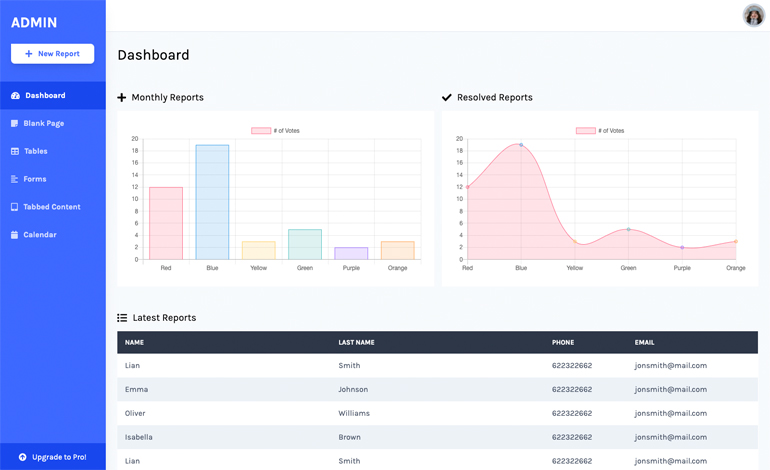 ADMIN
New Report
Dashboard
Blank Page
Tables
Forms
Tabbed Content
Calendar
Upgrade to Pro!
Dashboard
Monthly Reports
# of Votes
20
18
16
14
12
10
8
6
4
2
0
Red Blue Yellow Green Purple Orange
Resolved Reports
# of Votes
20
18
16
14
12
10
8
6
4
2
0
Red Blue Yellow Green Purple Orange
Latest Reports
NAME LAST NAME PHONE EMAIL
Lian Smith 622322662 jonsmith@mail.com
Emma Johnson 622322662 jonsmith@mail.com
Oliver Williams 622322662 jonsmith@mail.com
Isabella Brown 622322662 jonsmith@mail.com
Lian Smith 622322662 jonsmith@mail.com